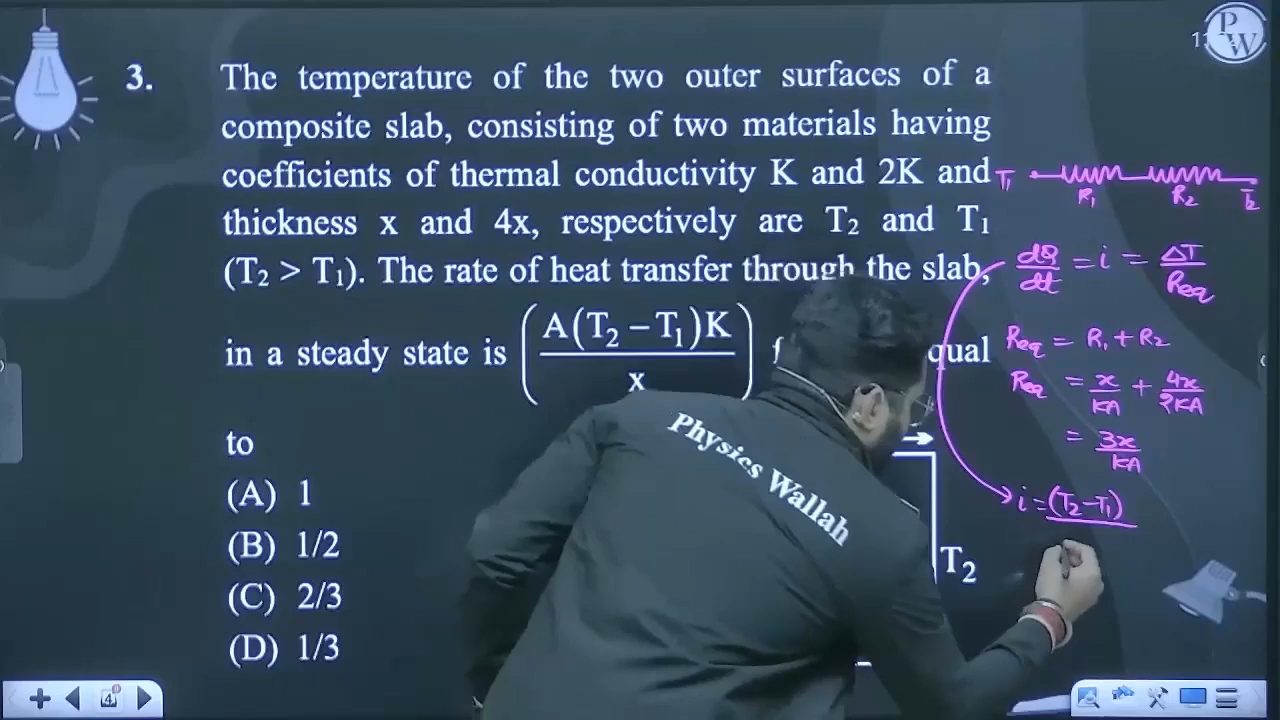 3. The temperature of the two outer surfaces of a
composite slab, consisting of two materials having
coefficients of thermal conductivity K and 2K and
thickness x and 4x, respectively are T₂ and T₁
(T₂ > T₁). The rate of heat transfer through the slab,
in a steady state is (A(T₂ – T₁)K / x) f qual
to
(A) 1
(B) 1/2
(C) 2/3
(D) 1/3
T₂
Physics Wallah
PW
T₁ R₁ R₂ T₂
dQ/dt = i = ΔT/Req
Req = R₁ + R₂
Req = x/KA + 4x/2KA
= 3x/KA
i = (T₂-T₁)
4